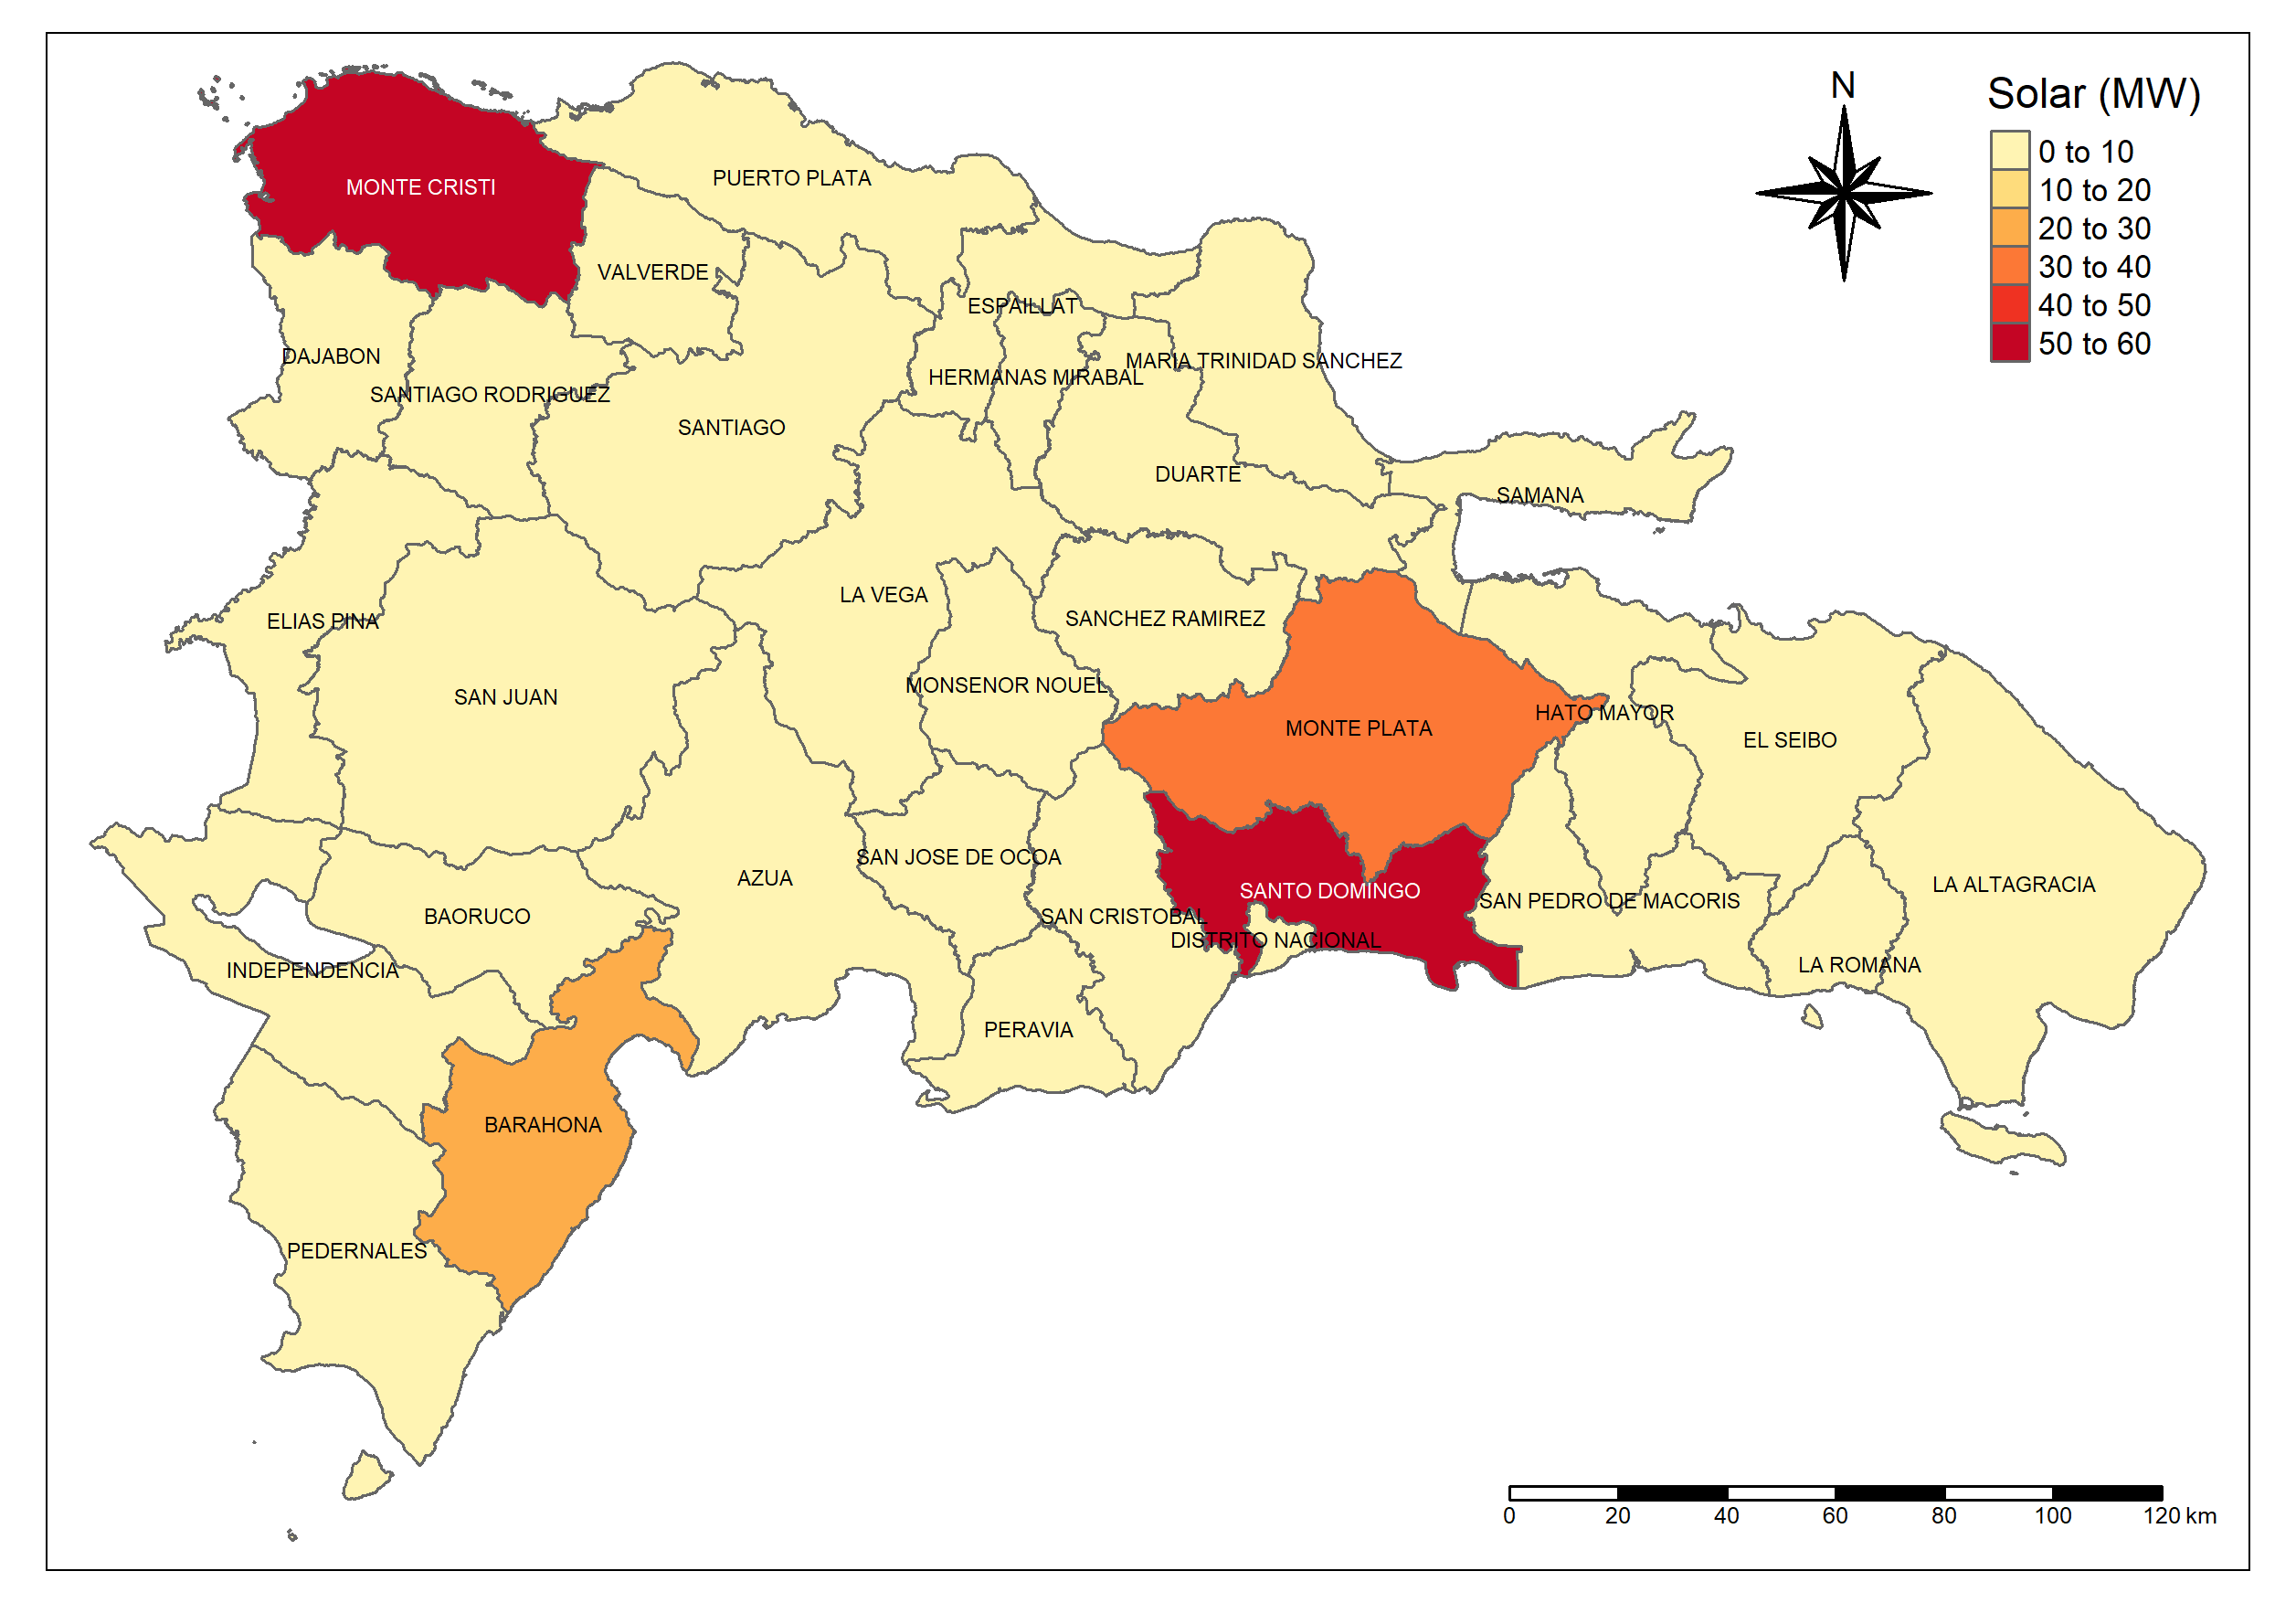 N
Solar (MW)
0 to 10
10 to 20
20 to 30
30 to 40
40 to 50
50 to 60
MONTE CRISTI
PUERTO PLATA
VALVERDE
ESPAILLAT
DAJABON
MARIA TRINIDAD SANCHEZ
HERMANAS MIRABAL
SANTIAGO RODRIGUEZ
SANTIAGO
DUARTE
SAMANA
LA VEGA
SANCHEZ RAMIREZ
ELIAS PINA
MONSENOR NOUEL
SAN JUAN
HATO MAYOR
MONTE PLATA
EL SEIBO
SAN JOSE DE OCOA
AZUA
LA ALTAGRACIA
SANTO DOMINGO
SAN PEDRO DE MACORIS
BAORUCO
SAN CRISTOBAL
DISTRITO NACIONAL
LA ROMANA
INDEPENDENCIA
PERAVIA
BARAHONA
PEDERNALES
0 20 40 60 80 100 120 km